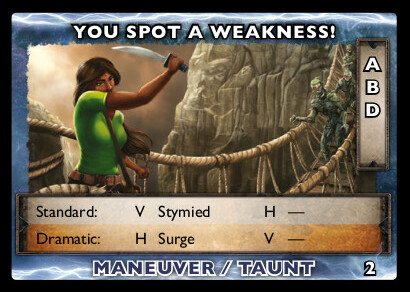 YOU SPOT A WEAKNESS!
A
B
D
Standard: V Stymied H —
Dramatic: H Surge V —
MANEUVER / TAUNT 2